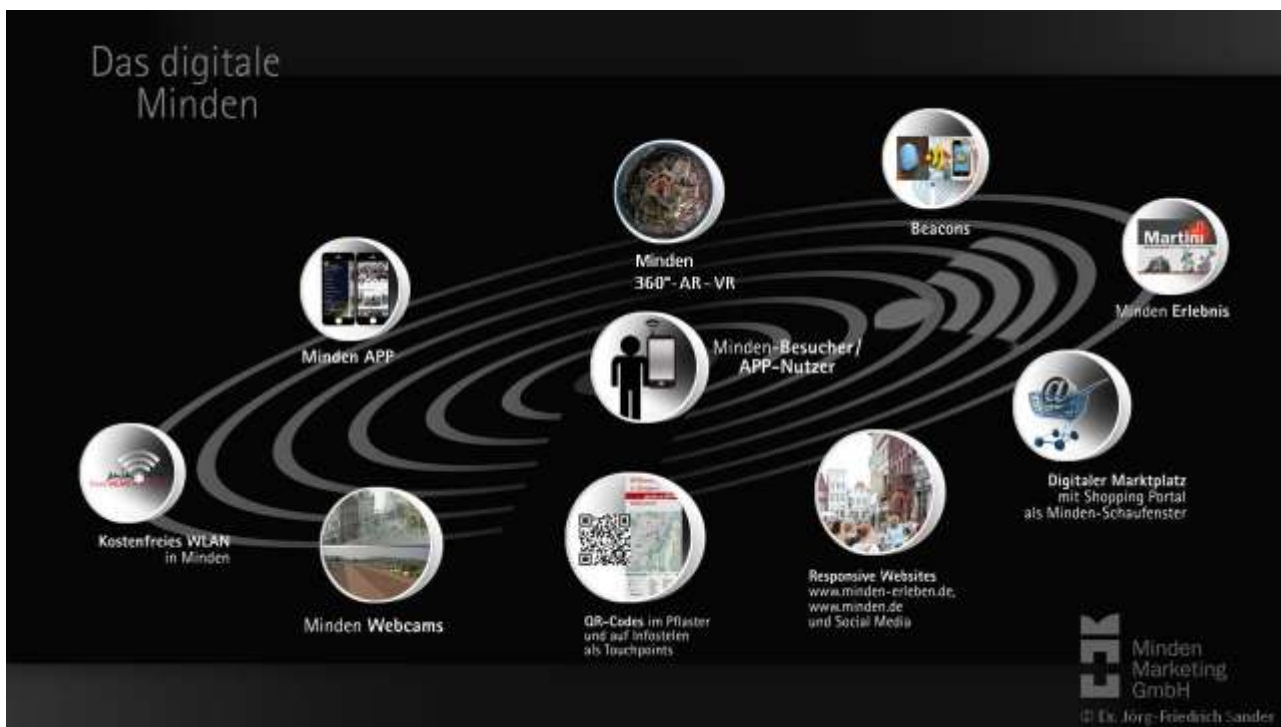 Das digitale
Minden
Beacons
Martini
Minden Erlebnis
Minden
360°-AR-VR
Minden APP
Minden-Besucher/
APP-Nutzer
Digitaler Marktplatz
mit Shopping Portal
als Minden-Schaufenster
Kostenfreies WLAN
in Minden
Minden Webcams
QR-Codes im Pflaster
und auf Infostelen
als Touchpoints
Responsive Websites
www.minden-erleben.de,
www.minden.de
und Social Media
Minden
Marketing
GmbH
© Dr. Jörg-Friedrich Sander